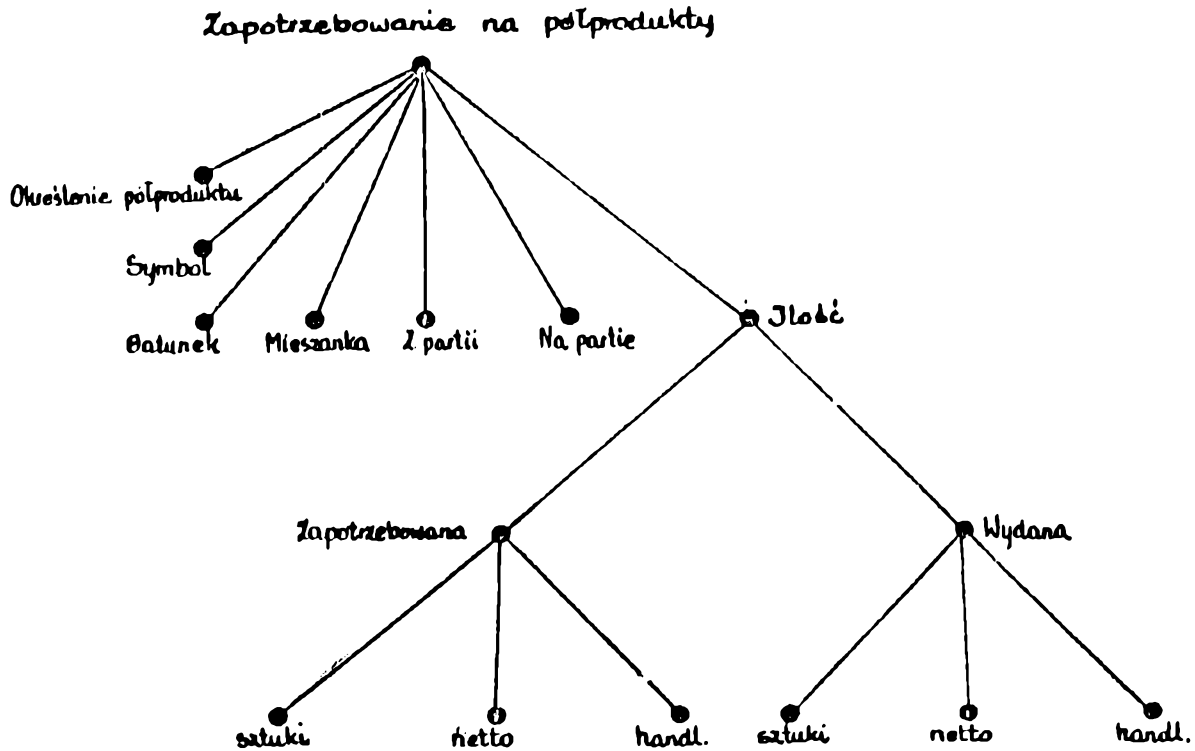 Zapotrzebowanie na półprodukty
Określenie półproduktu
Symbol
Gatunek
Mieszanka
Z partii
Na partie
Ilość
Zapotrzebowana
Wydana
sztuki
netto
handl.
sztuki
netto
handl.